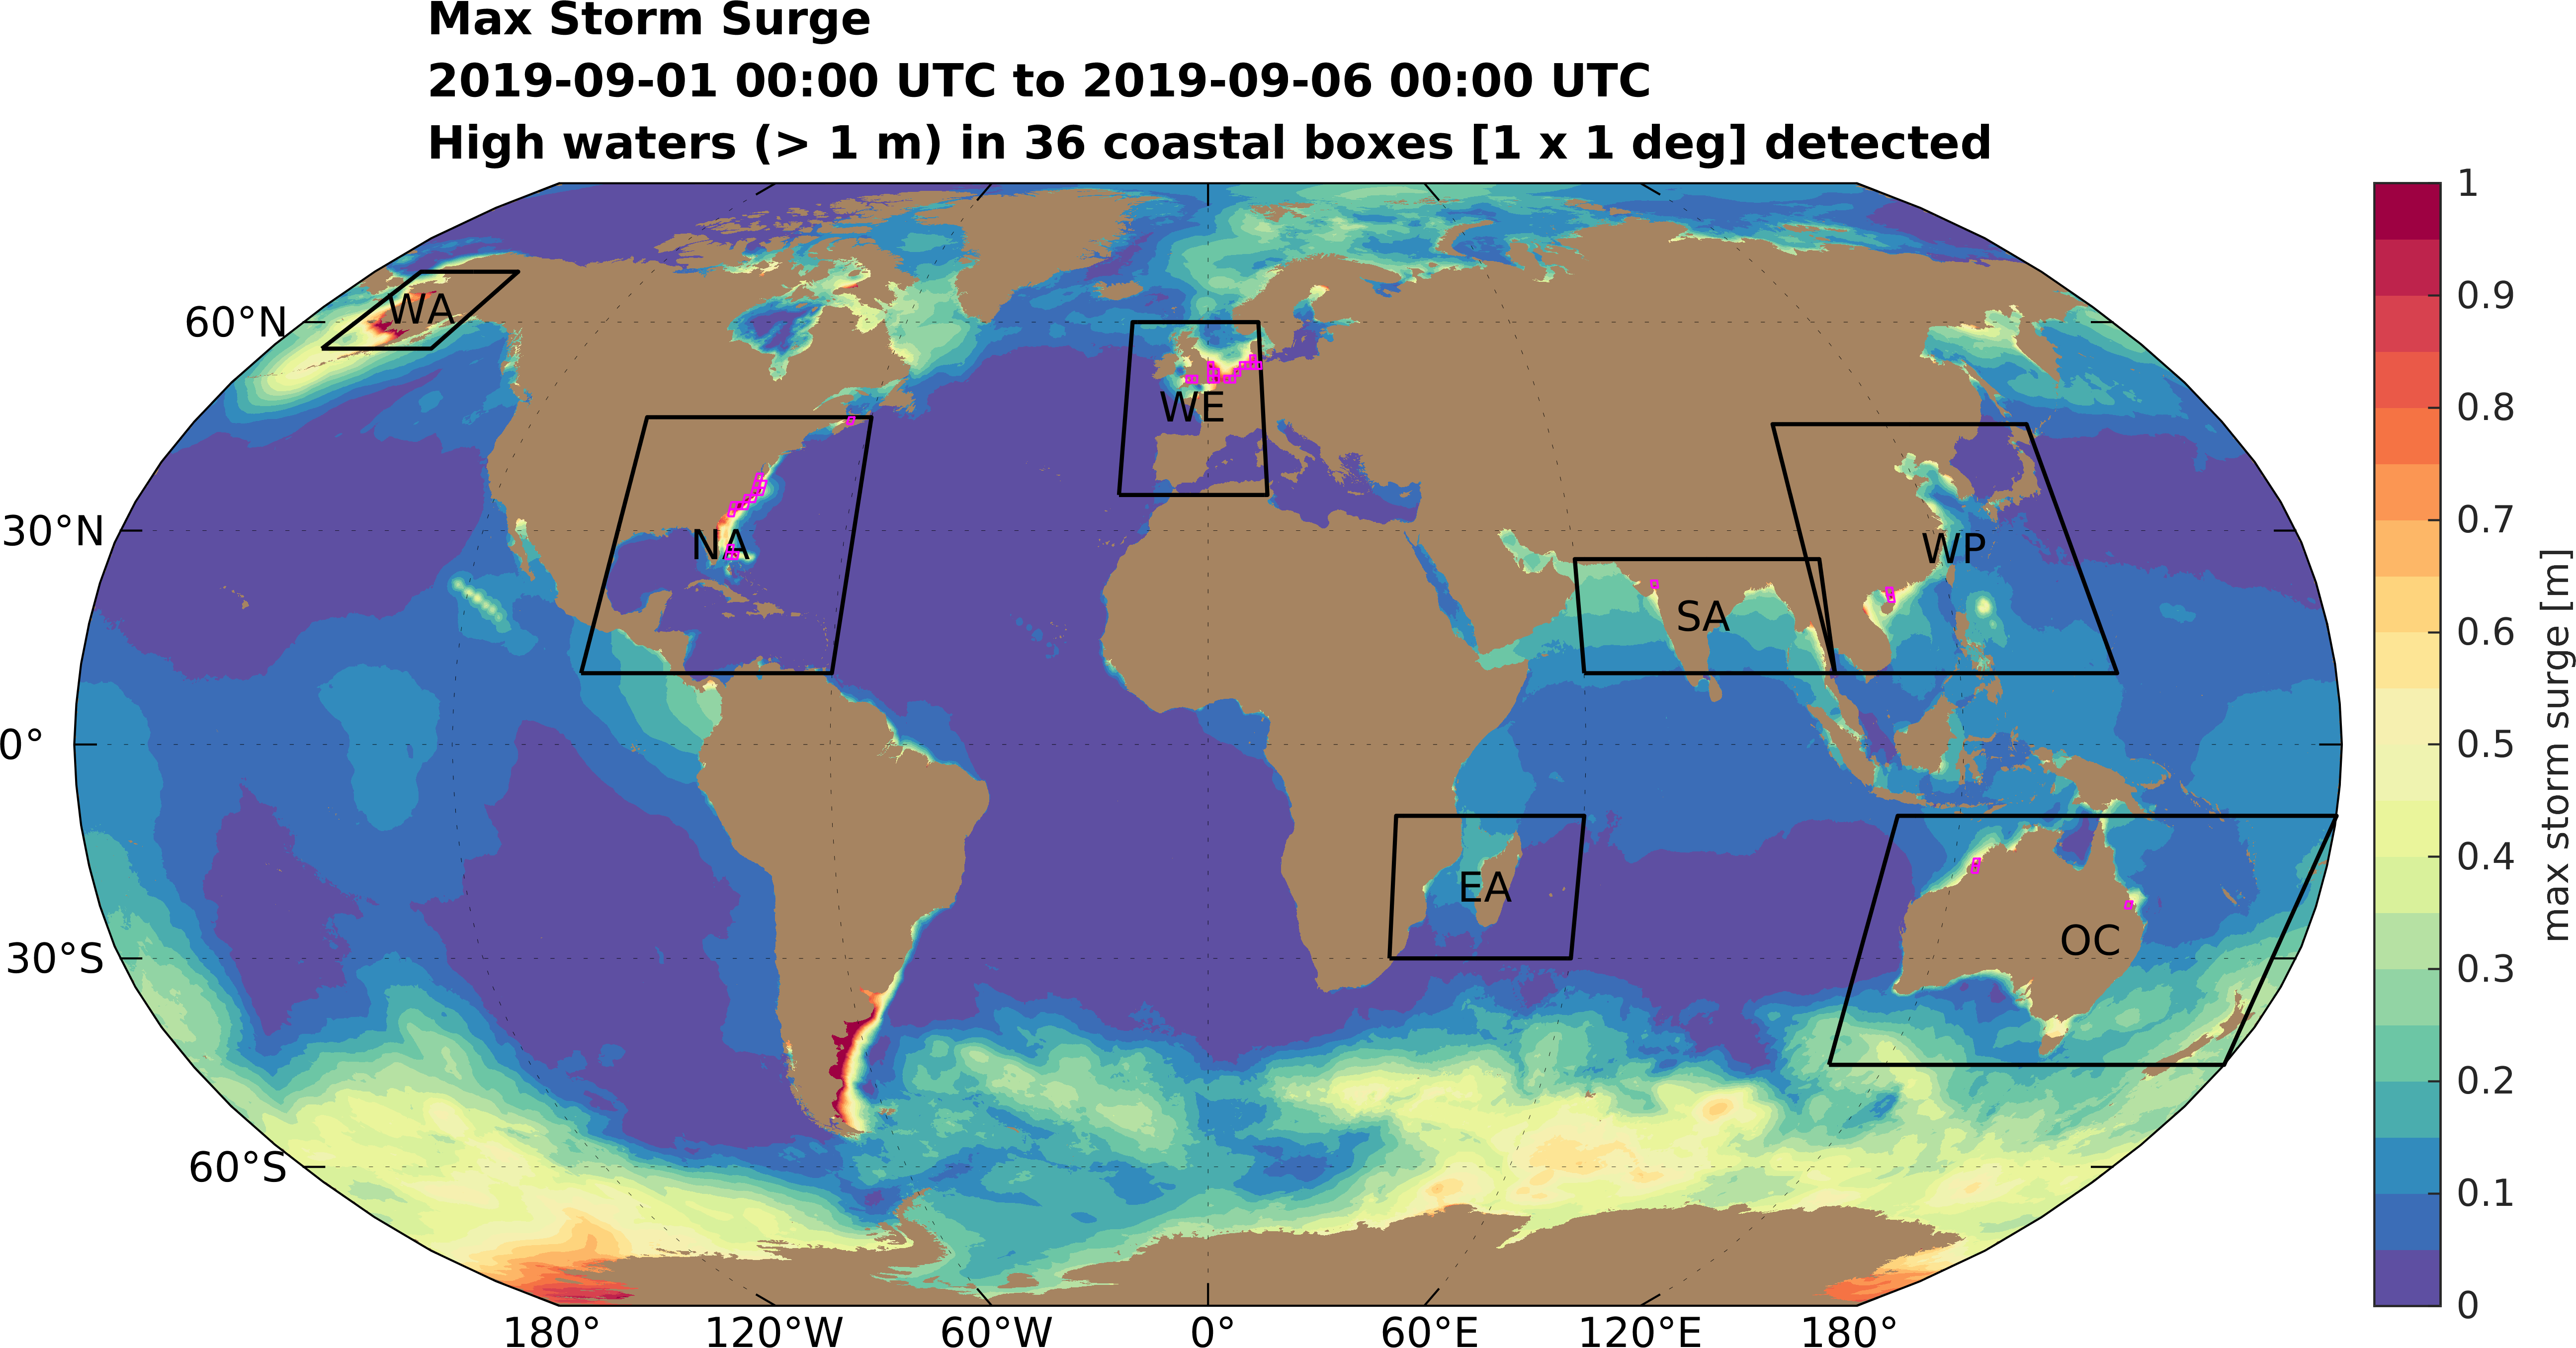 Max Storm Surge
2019-09-01 00:00 UTC to 2019-09-06 00:00 UTC
High waters (> 1 m) in 36 coastal boxes [1 x 1 deg] detected
60°N
30°N
0°
30°S
60°S
WA
WE
NA
WP
SA
EA
OC
180° 120°W 60°W 0° 60°E 120°E 180°
1
0.9
0.8
0.7
0.6
0.5
0.4
0.3
0.2
0.1
0
max storm surge [m]